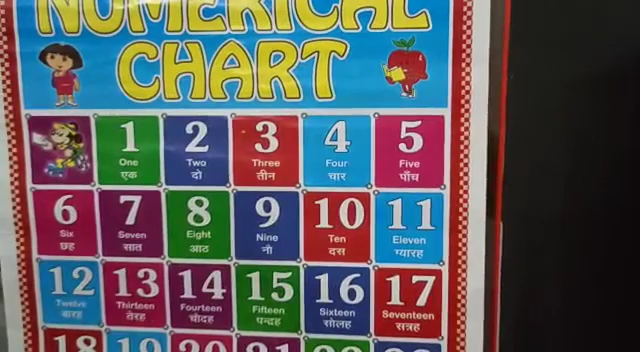 NUMERICAL
CHART
1 2 3 4 5
One Two Three Four Five
एक दो तीन चार पाँच
6 7 8 9 10 11
Six Seven Eight Nine Ten Eleven
छह सात आठ नौ दस ग्यारह
12 13 14 15 16 17
Twelve Thirteen Fourteen Fifteen Sixteen Seventeen
बारह तेरह चौदह पन्द्रह सोलह सत्रह
18 19 20 21